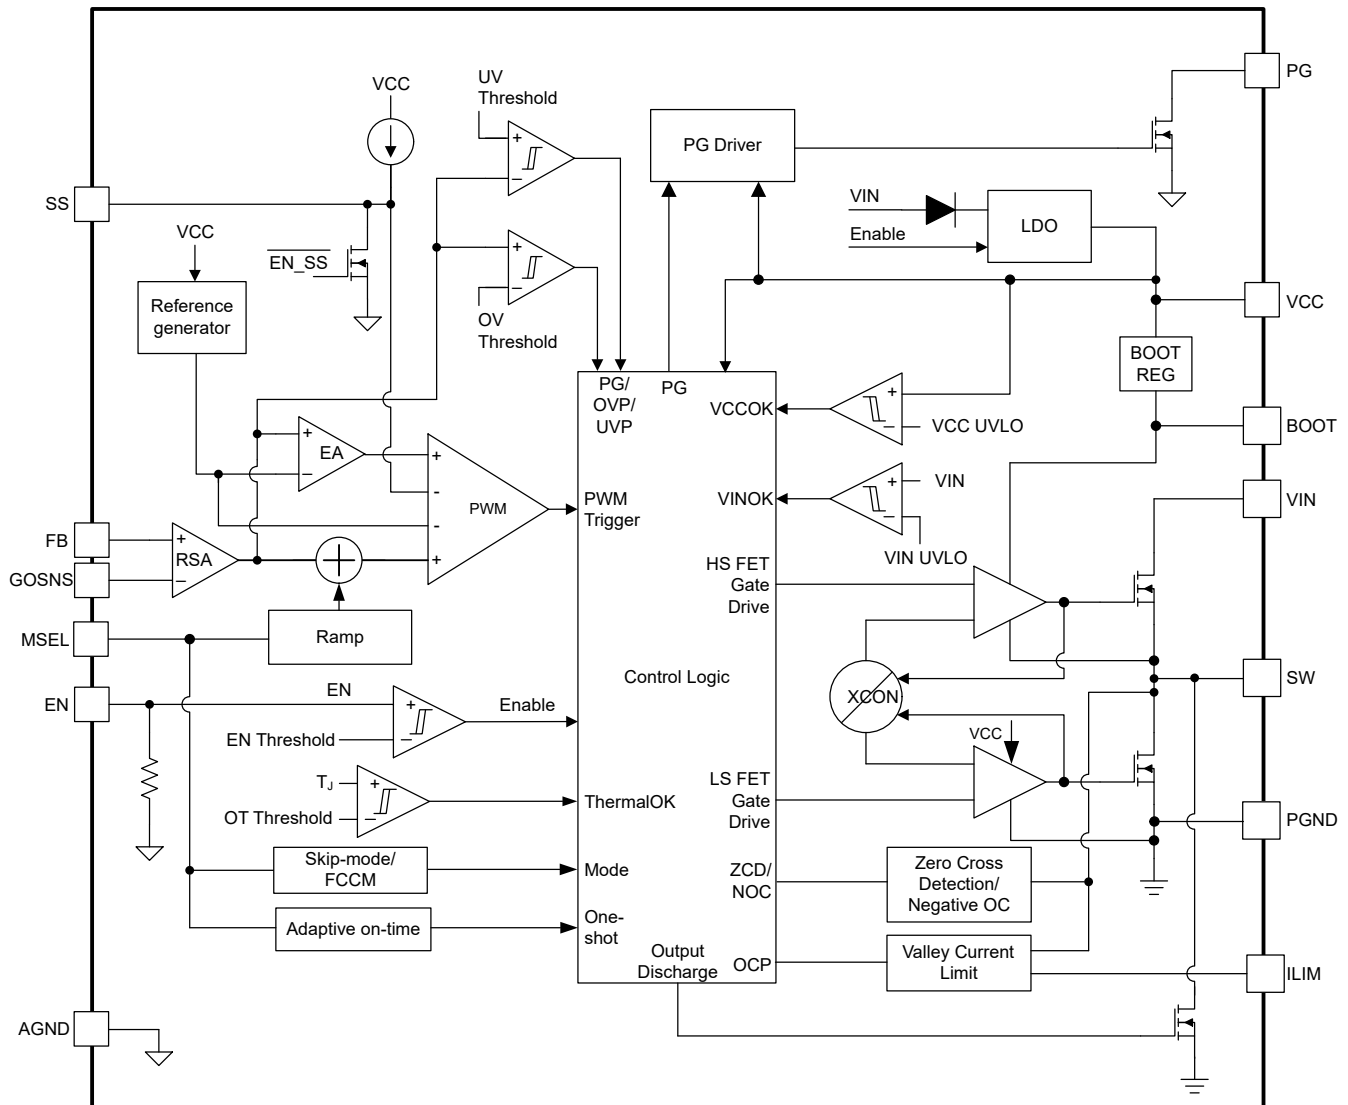 PG
UV
Threshold
VCC
PG Driver
VIN
LDO
Enable
SS
VCC
EN_SS
Reference
generator
OV
Threshold
VCC
BOOT
REG
PG/
OVP/
UVP
PG
VCCOK
VCC UVLO
BOOT
EA
PWM
PWM
Trigger
VINOK
VIN
VIN UVLO
VIN
FB
RSA
GOSNS
HS FET
Gate
Drive
MSEL
Ramp
Control Logic
XCON
SW
EN
EN
Enable
EN Threshold
VCC
TJ
OT Threshold
ThermalOK
LS FET
Gate
Drive
PGND
Skip-mode/
FCCM
Mode
ZCD/
NOC
Zero Cross
Detection/
Negative OC
Adaptive on-time
One-
shot
Output
Discharge
OCP
Valley Current
Limit
ILIM
AGND